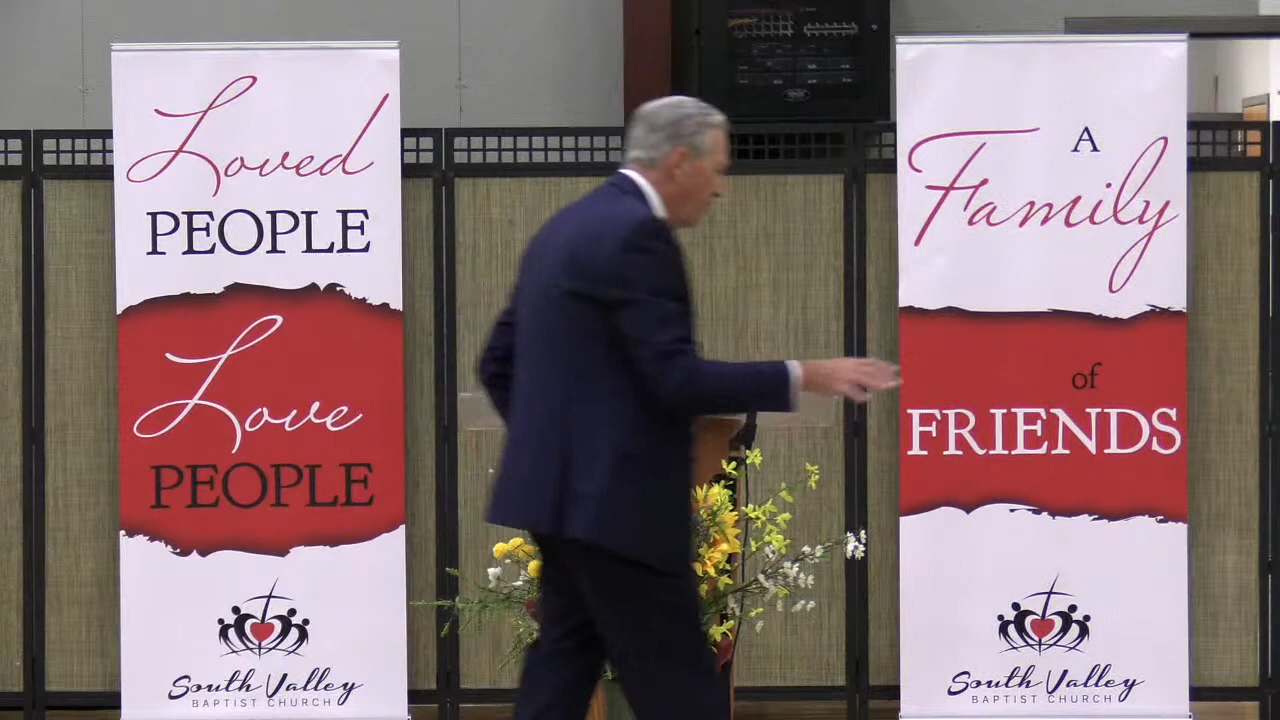 Loved
PEOPLE
Love
PEOPLE
South Valley
BAPTIST CHURCH
A
Family
of
FRIENDS
South Valley
BAPTIST CHURCH